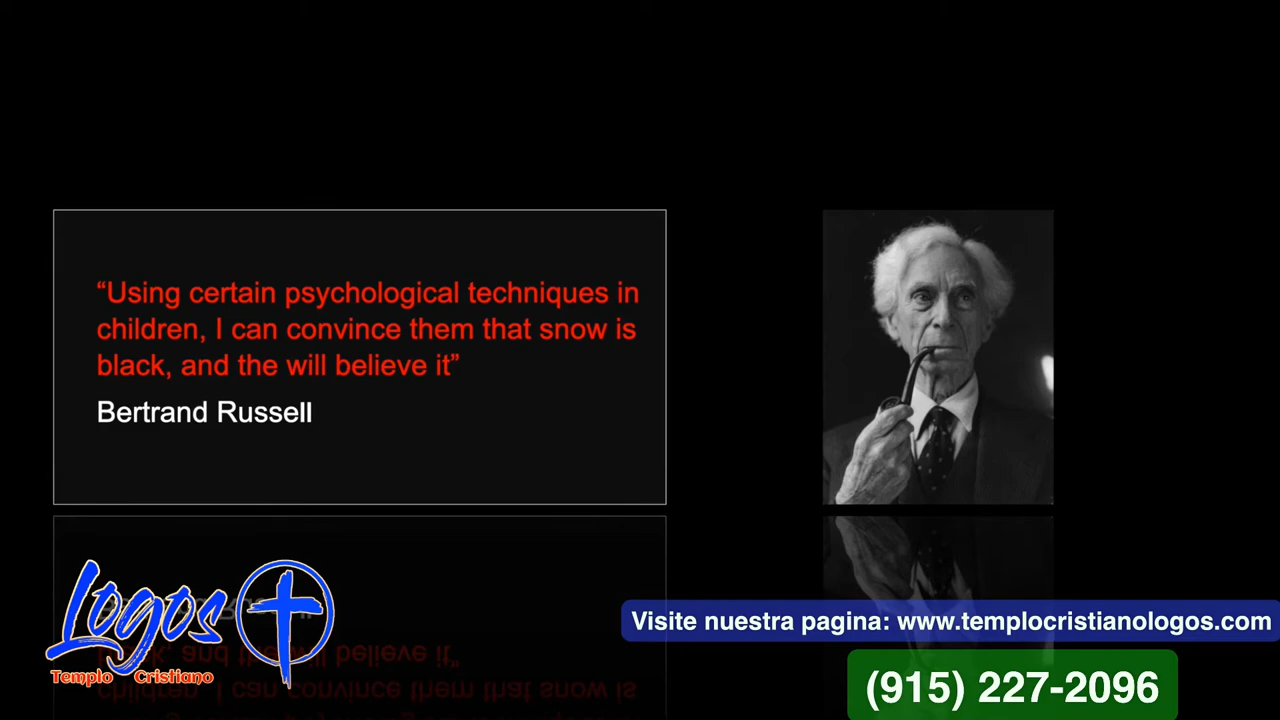 “Using certain psychological techniques in
children, I can convince them that snow is
black, and the will believe it”
Bertrand Russell
Logos
Templo Cristiano
Visite nuestra pagina: www.templocristianologos.com
(915) 227-2096